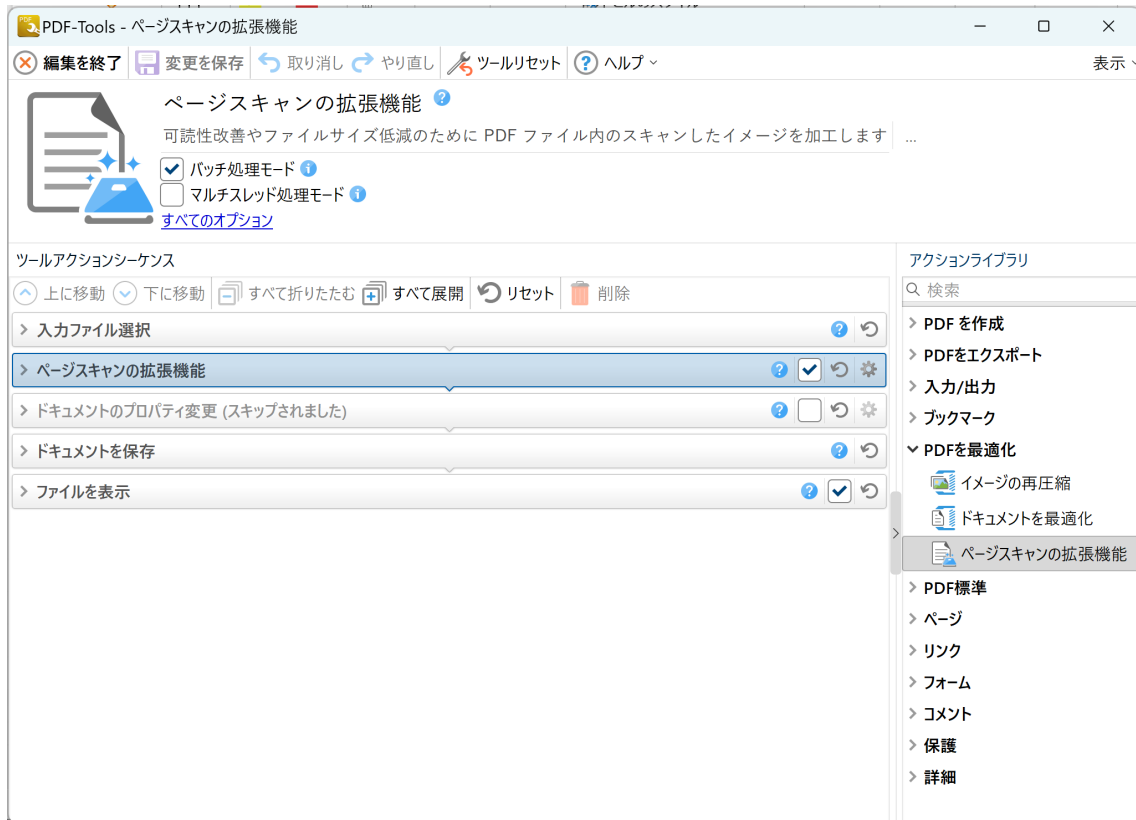 PDF-Tools - ページスキャンの拡張機能
編集を終了 変更を保存 取り消し やり直し ツールリセット ヘルプ 表示
ページスキャンの拡張機能
可読性改善やファイルサイズ低減のために PDF ファイル内のスキャンしたイメージを加工します ...
バッチ処理モード
マルチスレッド処理モード
すべてのオプション
ツールアクションシーケンス
上に移動 下に移動 すべて折りたたむ すべて展開 リセット 削除
入力ファイル選択
ページスキャンの拡張機能
ドキュメントのプロパティ変更 (スキップされました)
ドキュメントを保存
ファイルを表示
アクションライブラリ
検索
PDF を作成
PDFをエクスポート
入力/出力
ブックマーク
PDFを最適化
イメージの再圧縮
ドキュメントを最適化
ページスキャンの拡張機能
PDF標準
ページ
リンク
フォーム
コメント
保護
詳細